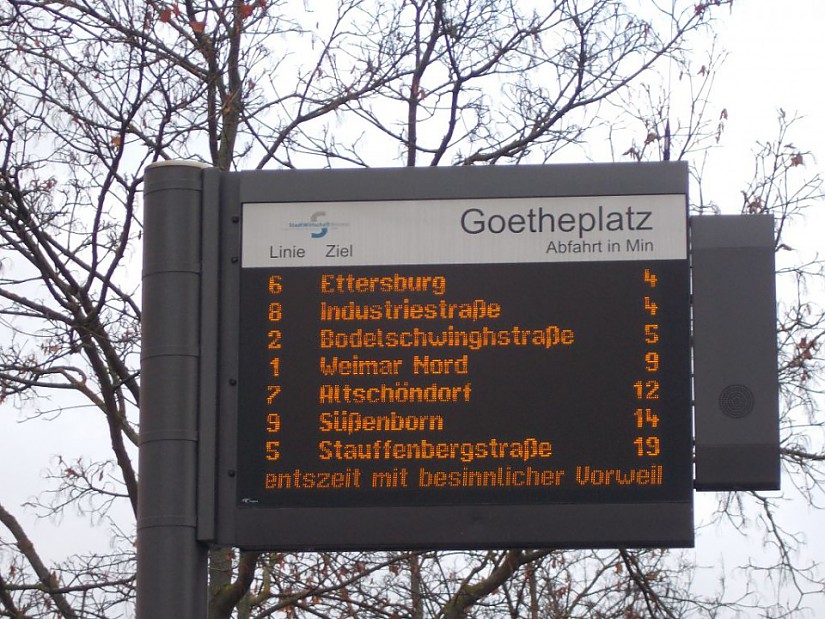 StadtWirtschaft
Goetheplatz
Linie Ziel Abfahrt in Min
6 Ettersburg 4
8 Industriestraße 4
2 Bodelschwinghstraße 5
1 Weimar Nord 9
7 Altschöndorf 12
9 Süßenborn 14
5 Stauffenbergstraße 19
entszeit mit besinnlicher Vorweil